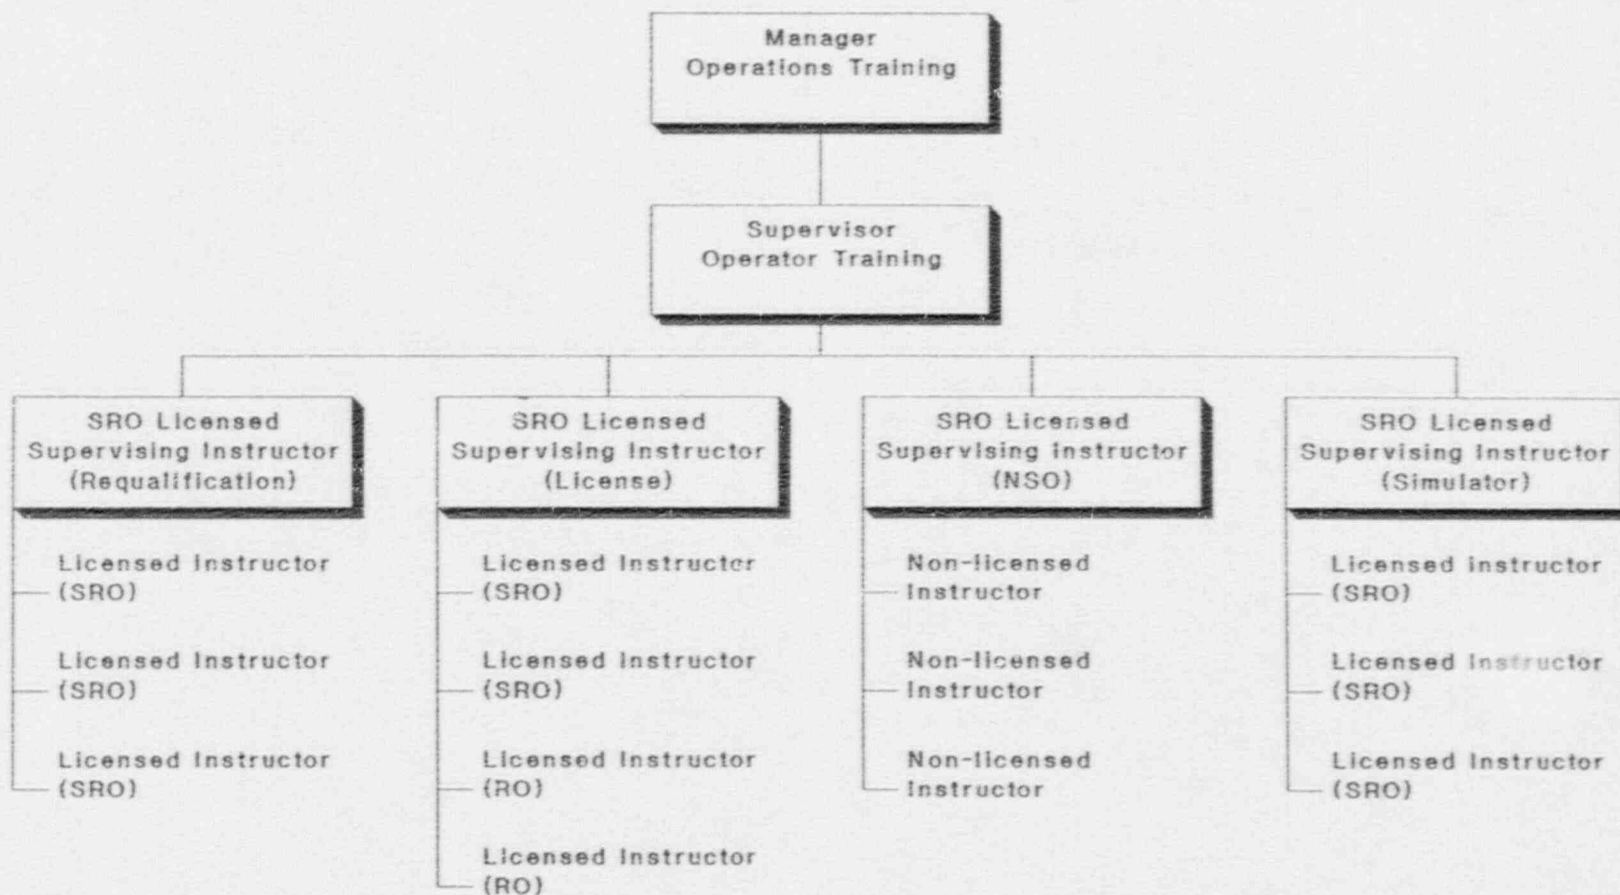 Manager
Operations Training
Supervisor
Operator Training
SRO Licensed
Supervising Instructor
(Requalification)
Licensed Instructor
(SRO)
Licensed Instructor
(SRO)
Licensed Instructor
(SRO)
SRO Licensed
Supervising Instructor
(License)
Licensed Instructor
(SRO)
Licensed Instructor
(SRO)
Licensed Instructor
(RO)
Licensed Instructor
(RO)
SRO Licensed
Supervising Instructor
(NSO)
Non-licensed
Instructor
Non-licensed
Instructor
Non-licensed
Instructor
SRO Licensed
Supervising Instructor
(Simulator)
Licensed Instructor
(SRO)
Licensed Instructor
(SRO)
Licensed Instructor
(SRO)